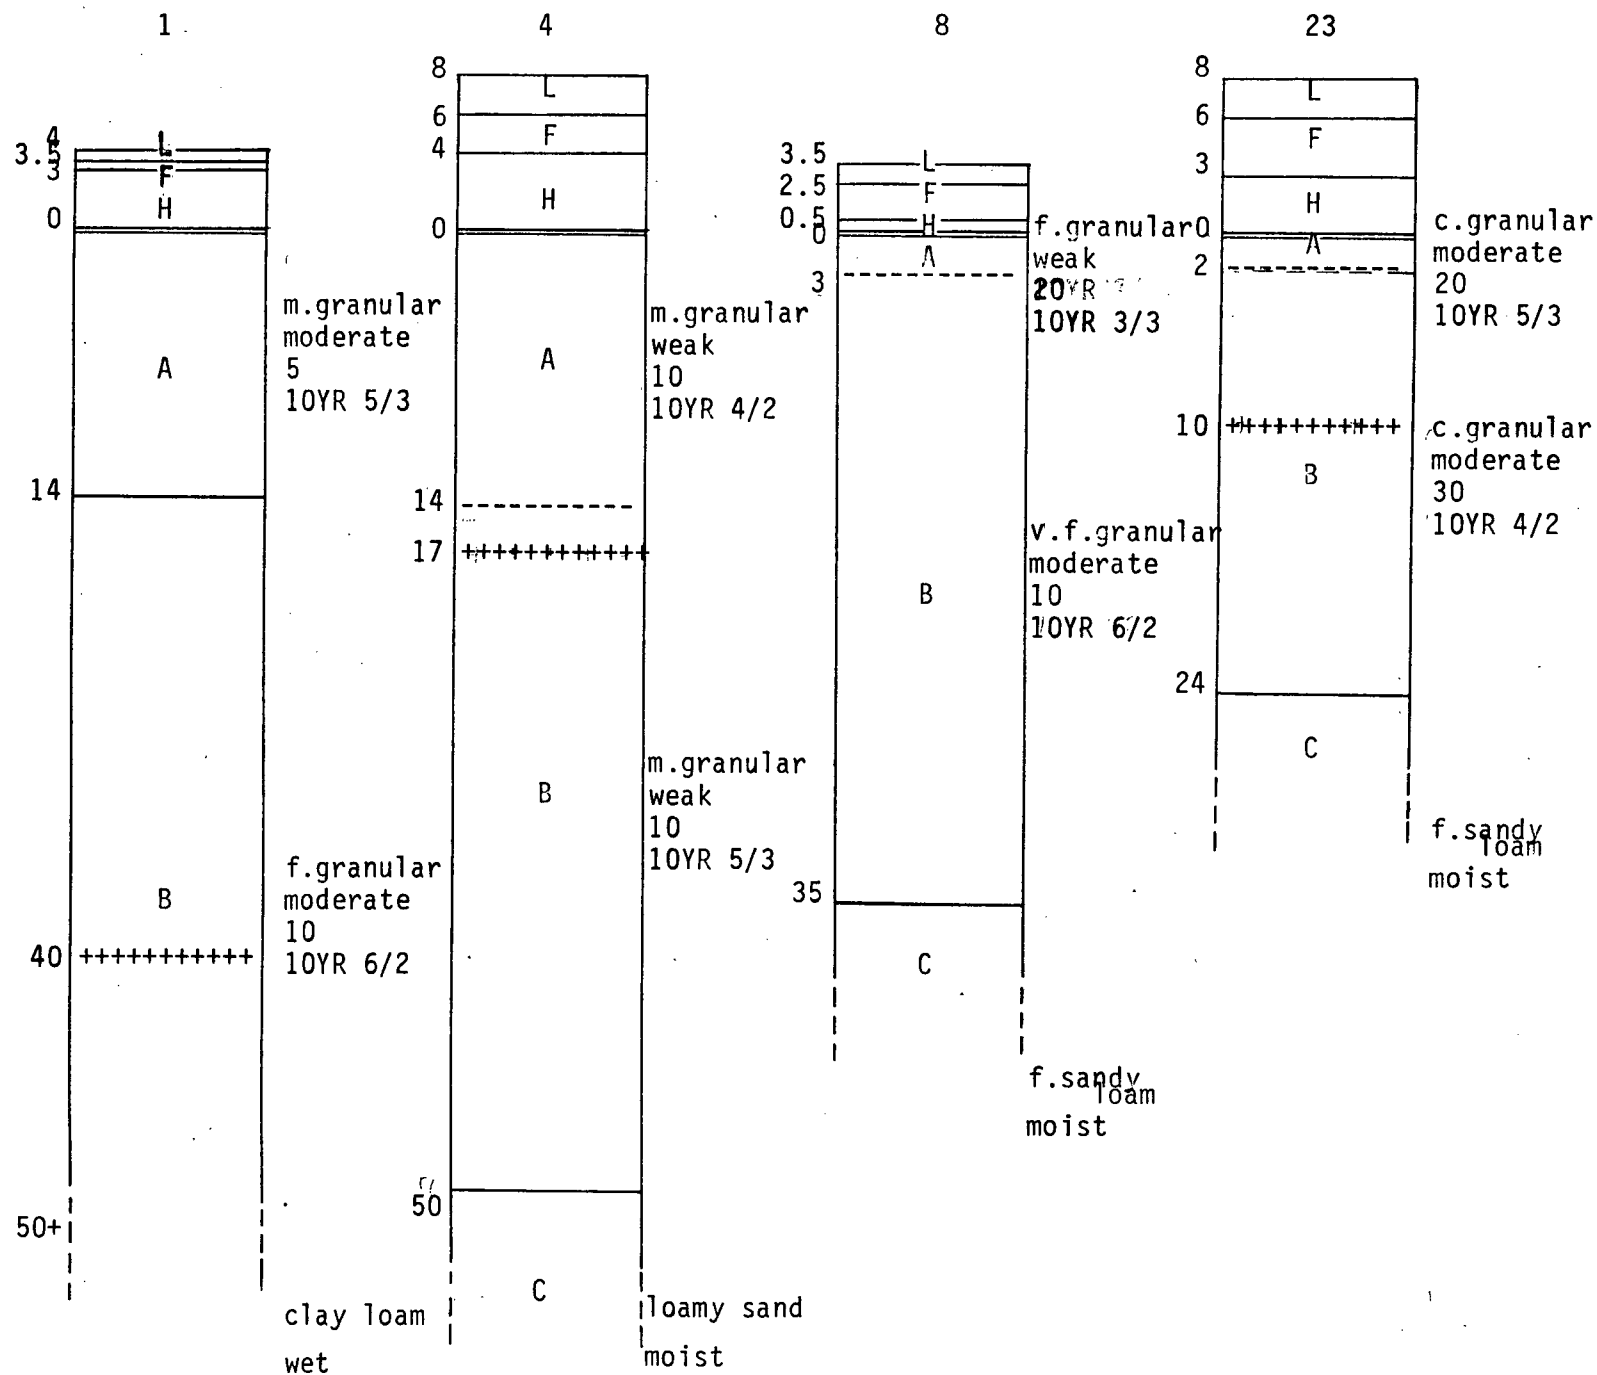 1
4
3.5
3
0
14
40
50+
L
F
H
A
B
m.granular
moderate
5
10YR 5/3
f.granular
moderate
10
10YR 6/2
clay loam
wet
4
8
6
4
0
14
17
50
L
F
H
A
B
C
m.granular
weak
10
10YR 4/2
m.granular
weak
10
10YR 5/3
loamy sand
moist
8
3.5
2.5
0.5
0
3
35
L
F
H
A
B
C
f.granular
weak
20
10YR 3/3
v.f.granular
moderate
10
10YR 6/2
f.sandy
loam
moist
23
8
6
3
0
2
10
24
L
F
H
A
B
C
c.granular
moderate
20
10YR 5/3
c.granular
moderate
30
10YR 4/2
f.sandy
loam
moist